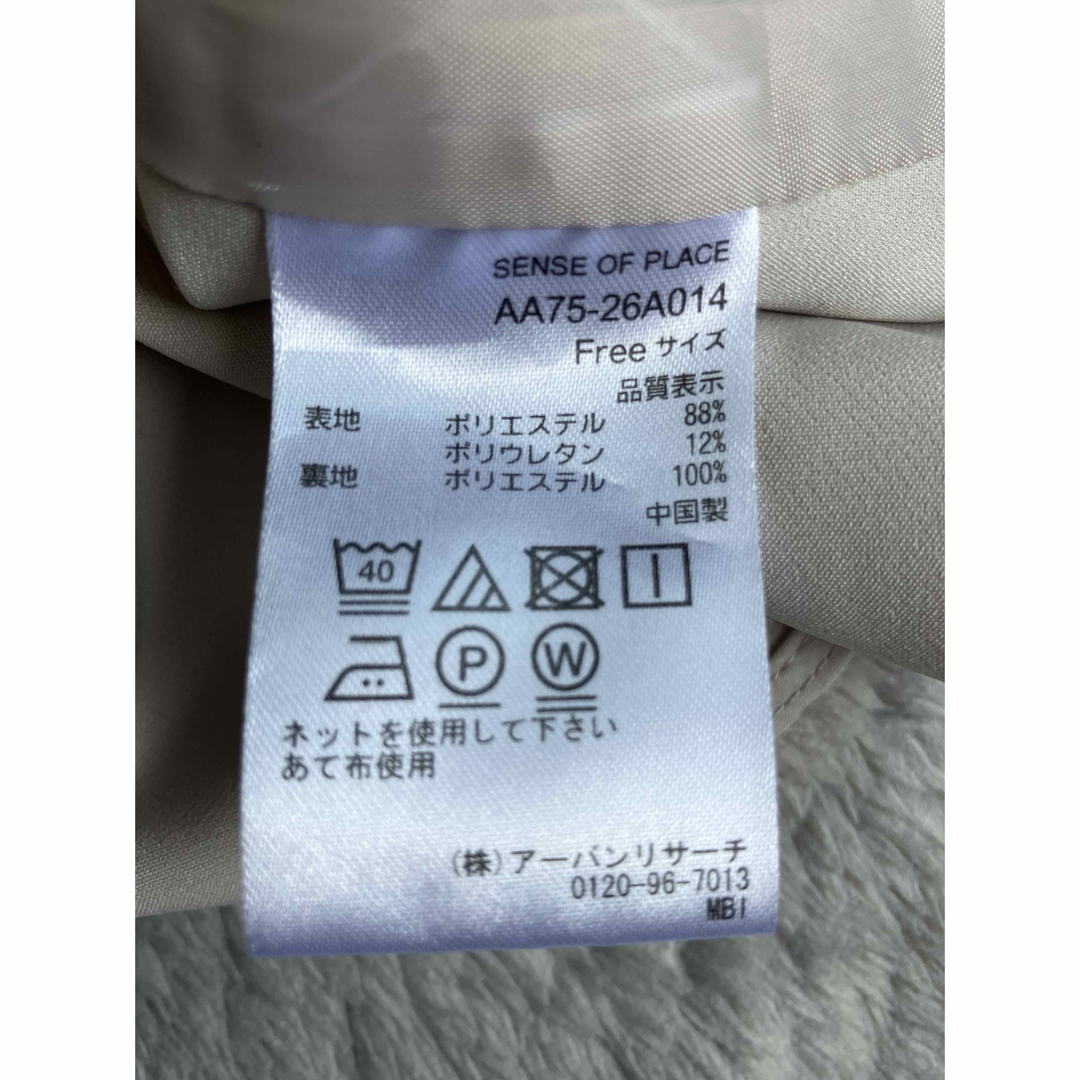 SENSE OF PLACE
AA75-26A014
Free サイズ
品質表示
表地 ポリエステル 88%
ポリウレタン 12%
裏地 ポリエステル 100%
中国製
40
P W
ネットを使用して下さい
あて布使用
(株)アーバンリサーチ
0120-96-7013
MBI